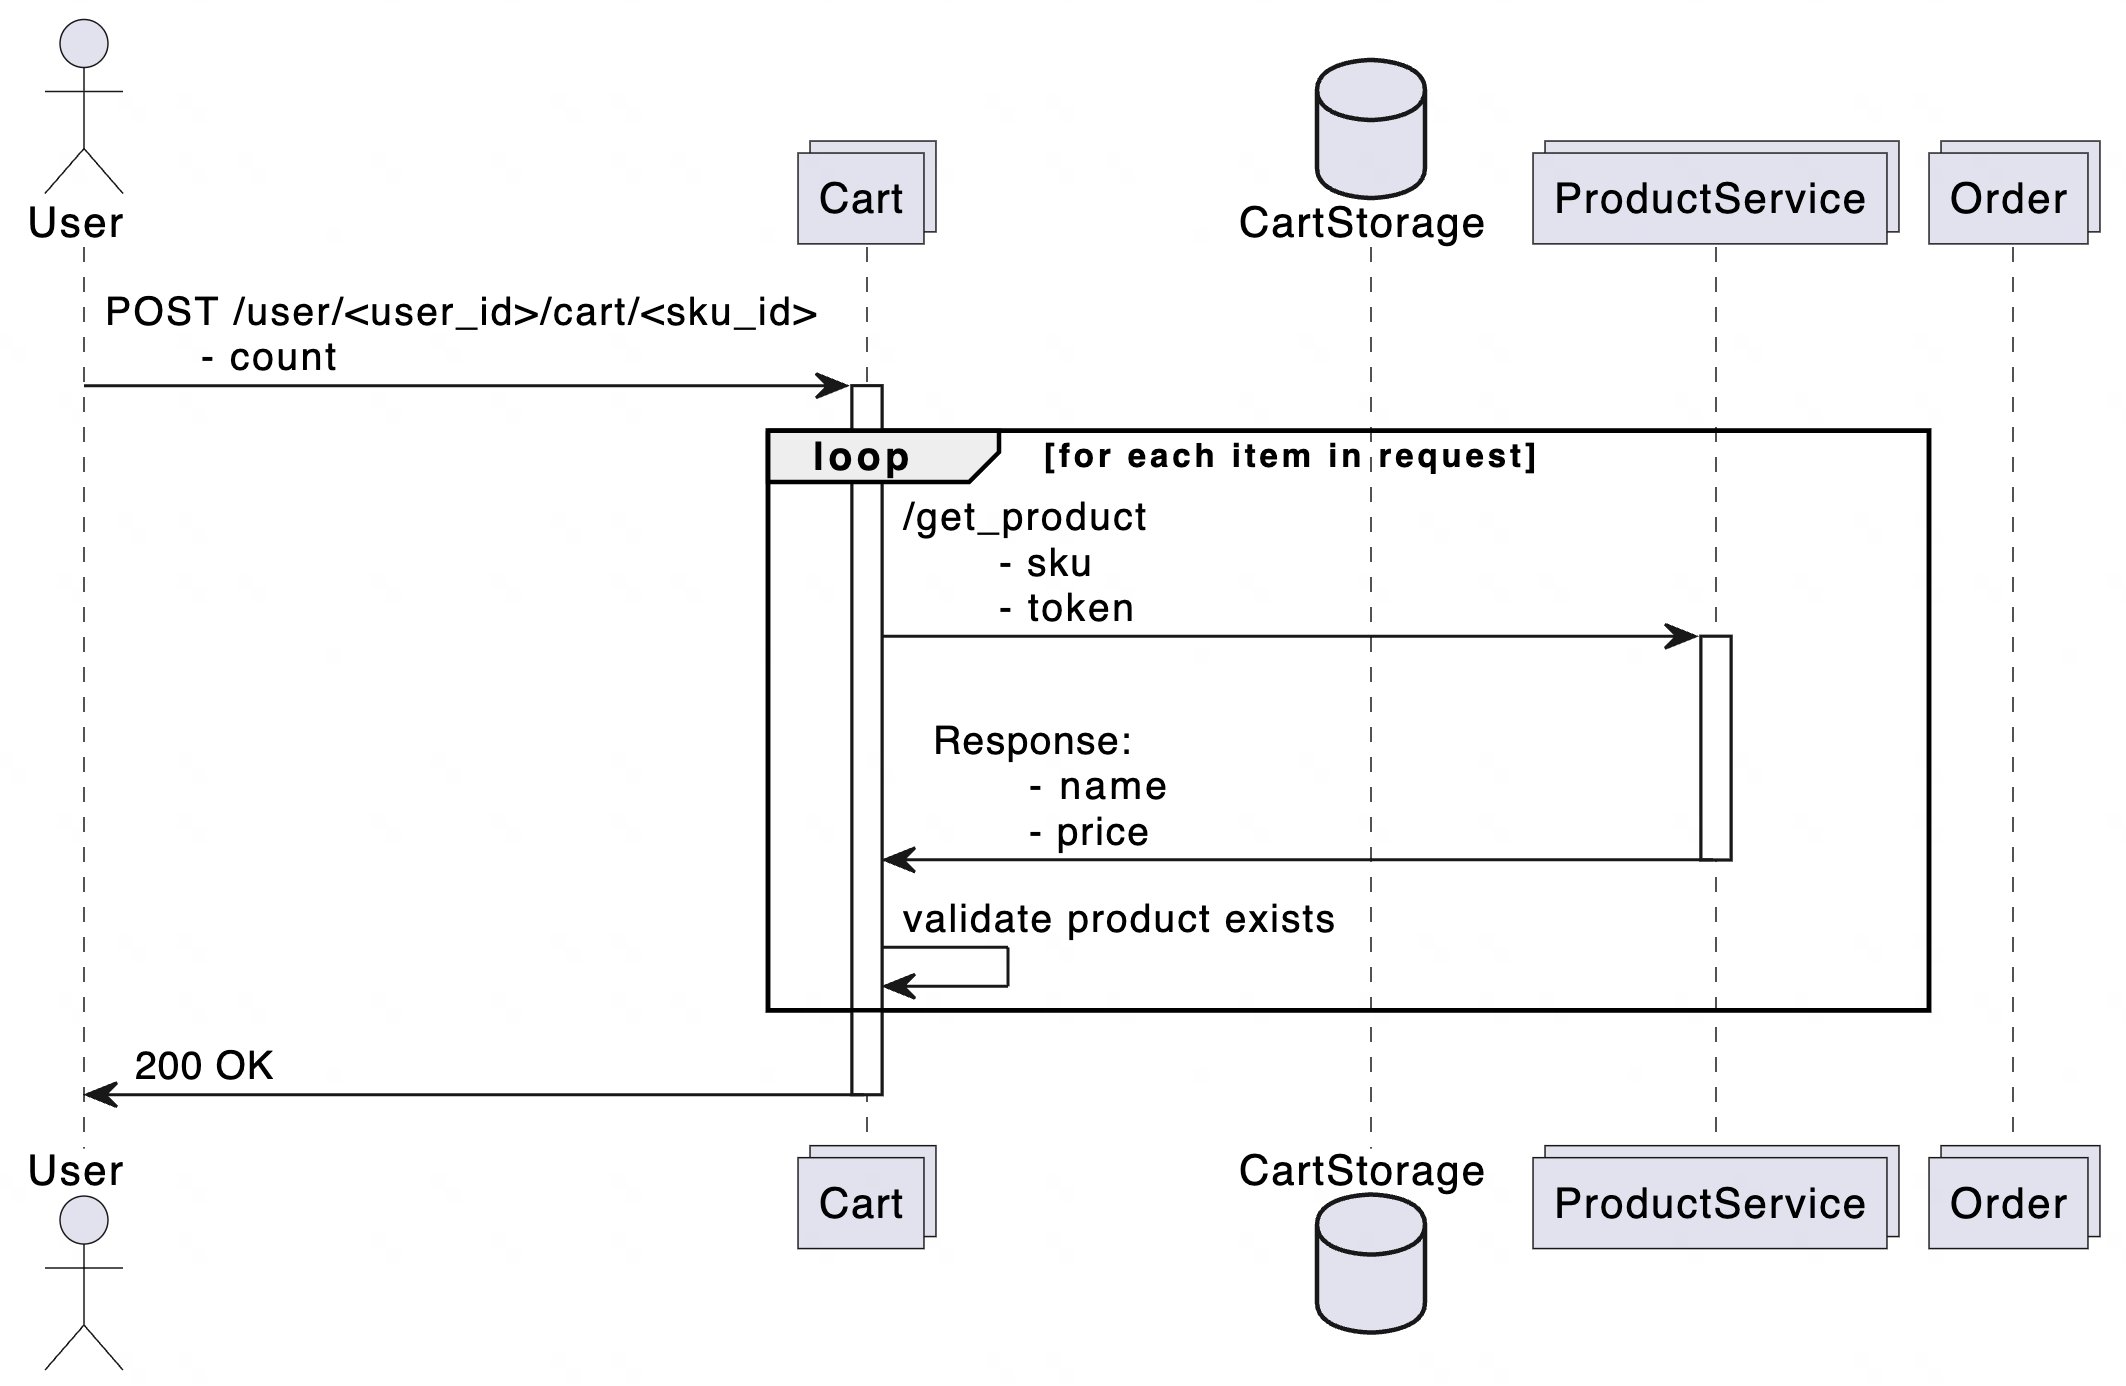 User
Cart
CartStorage
ProductService
Order
POST /user/<user_id>/cart/<sku_id>
- count
loop
[for each item in request]
/get_product
- sku
- token
Response:
- name
- price
validate product exists
200 OK
User
Cart
CartStorage
ProductService
Order